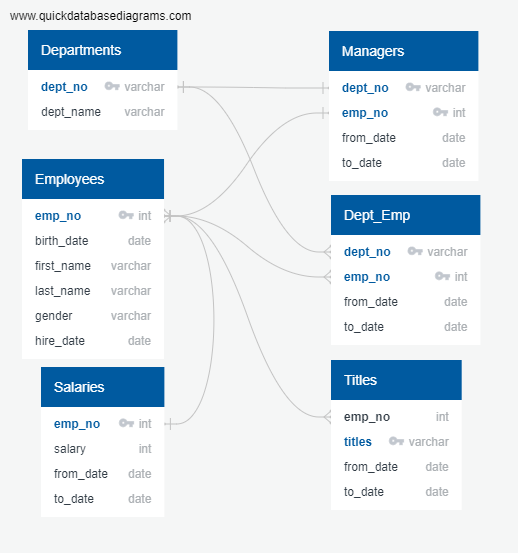 www.quickdatabasediagrams.com
Departments
dept_no varchar
dept_name varchar
Managers
dept_no varchar
emp_no int
from_date date
to_date date
Employees
emp_no int
birth_date date
first_name varchar
last_name varchar
gender varchar
hire_date date
Dept_Emp
dept_no varchar
emp_no int
from_date date
to_date date
Salaries
emp_no int
salary int
from_date date
to_date date
Titles
emp_no int
titles varchar
from_date date
to_date date